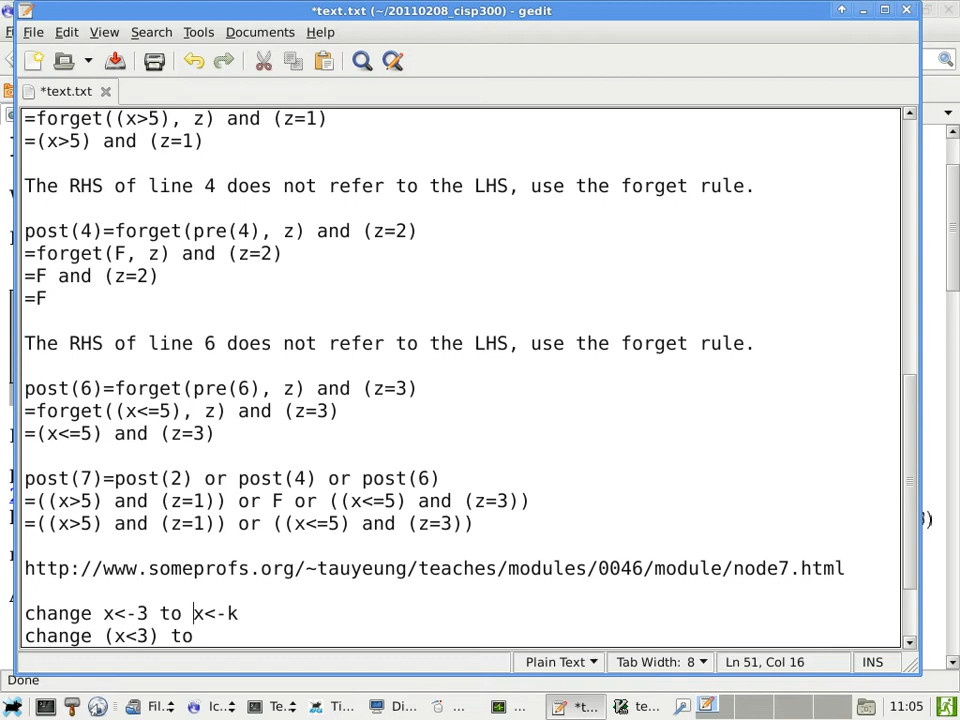 *text.txt (~/20110208_cisp300) - gedit
File Edit View Search Tools Documents Help
*text.txt
=forget((x>5), z) and (z=1)
=(x>5) and (z=1)
The RHS of line 4 does not refer to the LHS, use the forget rule.
post(4)=forget(pre(4), z) and (z=2)
=forget(F, z) and (z=2)
=F and (z=2)
=F
The RHS of line 6 does not refer to the LHS, use the forget rule.
post(6)=forget(pre(6), z) and (z=3)
=forget((x<=5), z) and (z=3)
=(x<=5) and (z=3)
post(7)=post(2) or post(4) or post(6)
=((x>5) and (z=1)) or F or ((x<=5) and (z=3))
=((x>5) and (z=1)) or ((x<=5) and (z=3))
http://www.someprofs.org/~tauyeung/teaches/modules/0046/module/node7.html
change x<-3 to x<-k
change (x<3) to
Plain Text Tab Width: 8 Ln 51, Col 16 INS
Done
Fil... Ic... Te... Ti... Di... ... ... *t... te... 11:05